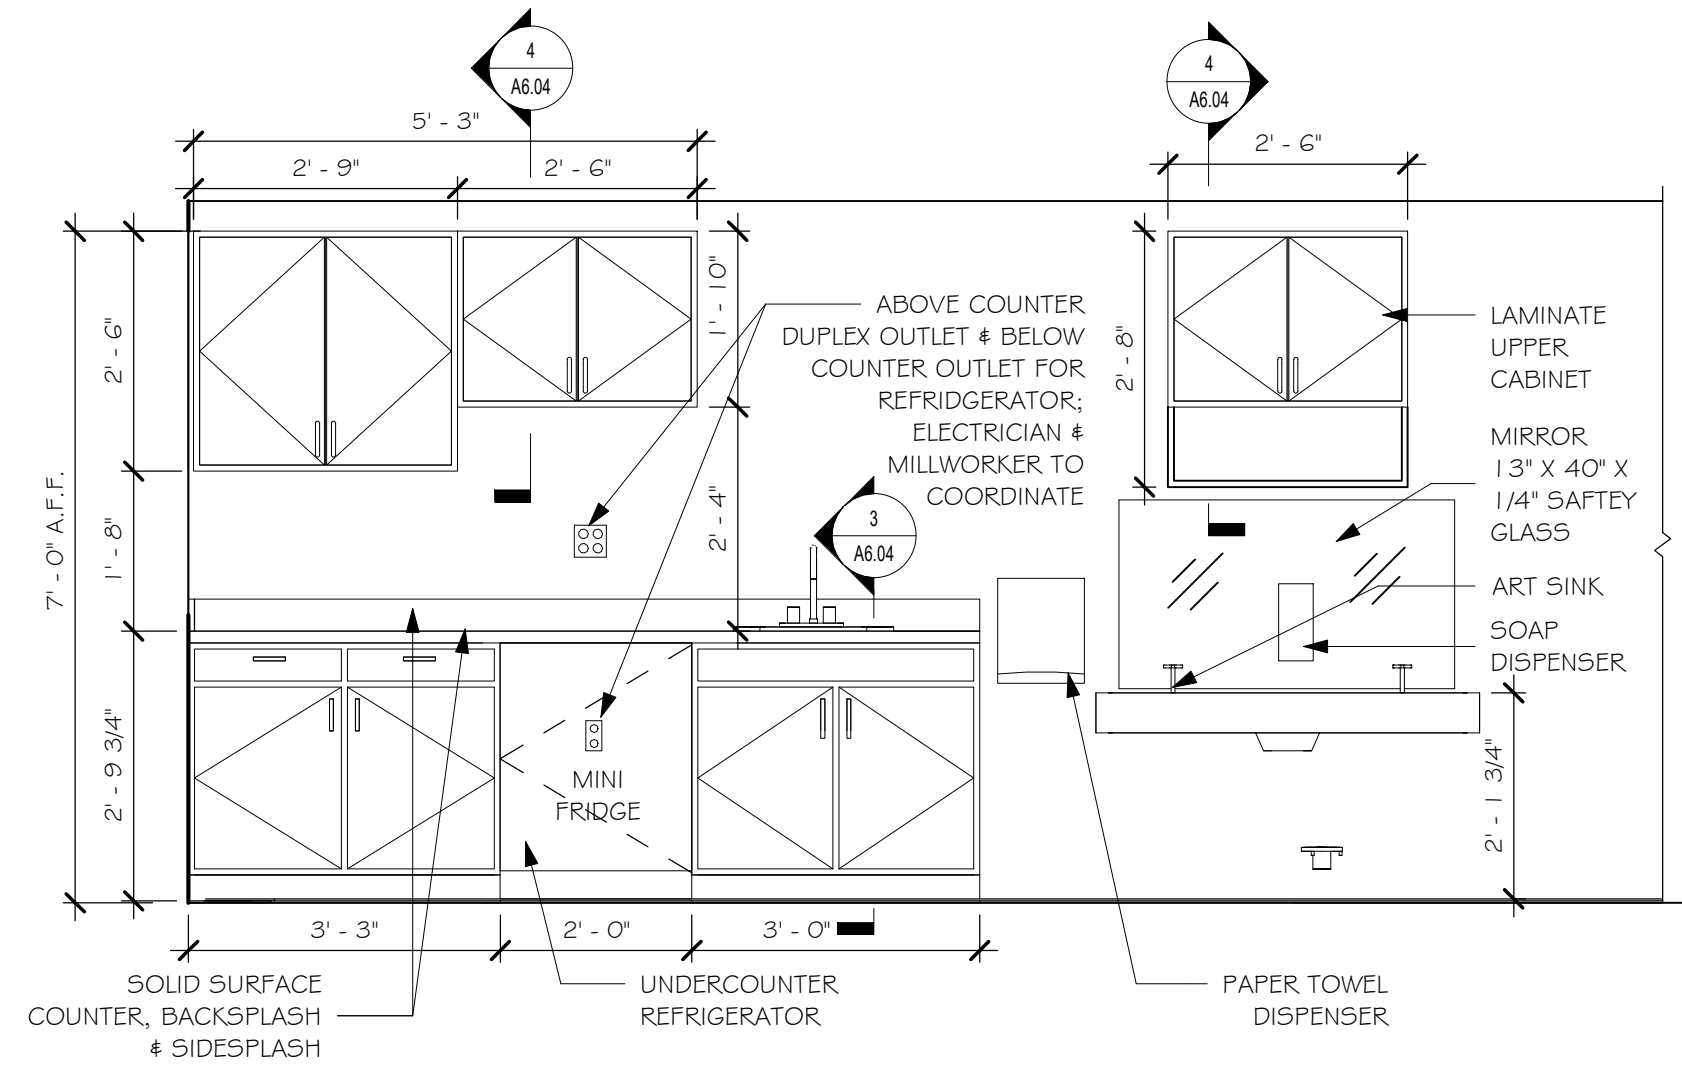 4
A6.04
4
A6.04
5' - 3"
2' - 9"
2' - 6"
2' - 6"
7' - 0" A.F.F.
2' - 6"
1' - 8"
2' - 9 3/4"
1' - 10"
2' - 4"
ABOVE COUNTER
DUPLEX OUTLET & BELOW
COUNTER OUTLET FOR
REFRIDGERATOR;
ELECTRICIAN &
MILLWORKER TO
COORDINATE
3
A6.04
2' - 8"
LAMINATE
UPPER
CABINET
MIRROR
13" X 40" X
1/4" SAFTEY
GLASS
ART SINK
SOAP
DISPENSER
2' - 1 3/4"
MINI
FRIDGE
3' - 3"
2' - 0"
3' - 0"
SOLID SURFACE
COUNTER, BACKSPLASH
& SIDESPLASH
UNDERCOUNTER
REFRIGERATOR
PAPER TOWEL
DISPENSER